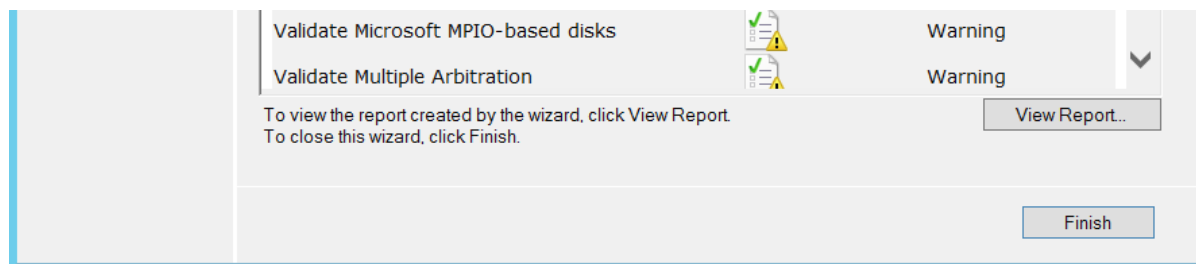 Validate Microsoft MPIO-based disks Warning
Validate Multiple Arbitration Warning
To view the report created by the wizard, click View Report.
To close this wizard, click Finish.
View Report...
Finish